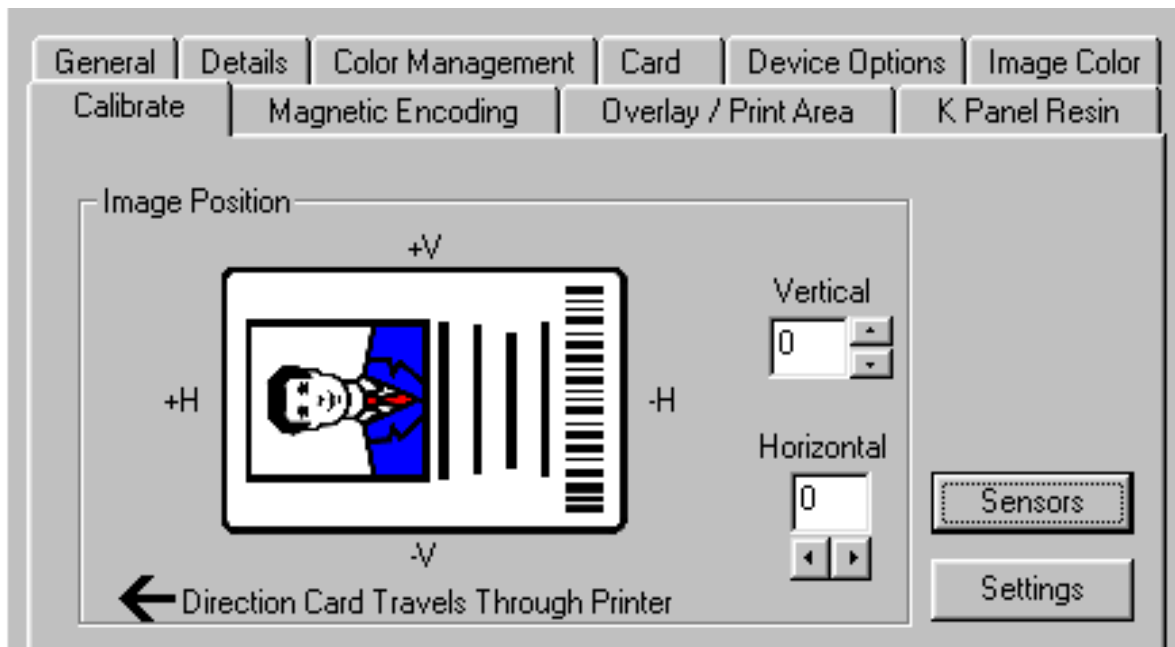 General Details Color Management Card Device Options Image Color
Calibrate Magnetic Encoding Overlay / Print Area K Panel Resin
Image Position
+V
Vertical
0
+H
-H
Horizontal
0
Sensors
-V
Settings
Direction Card Travels Through Printer